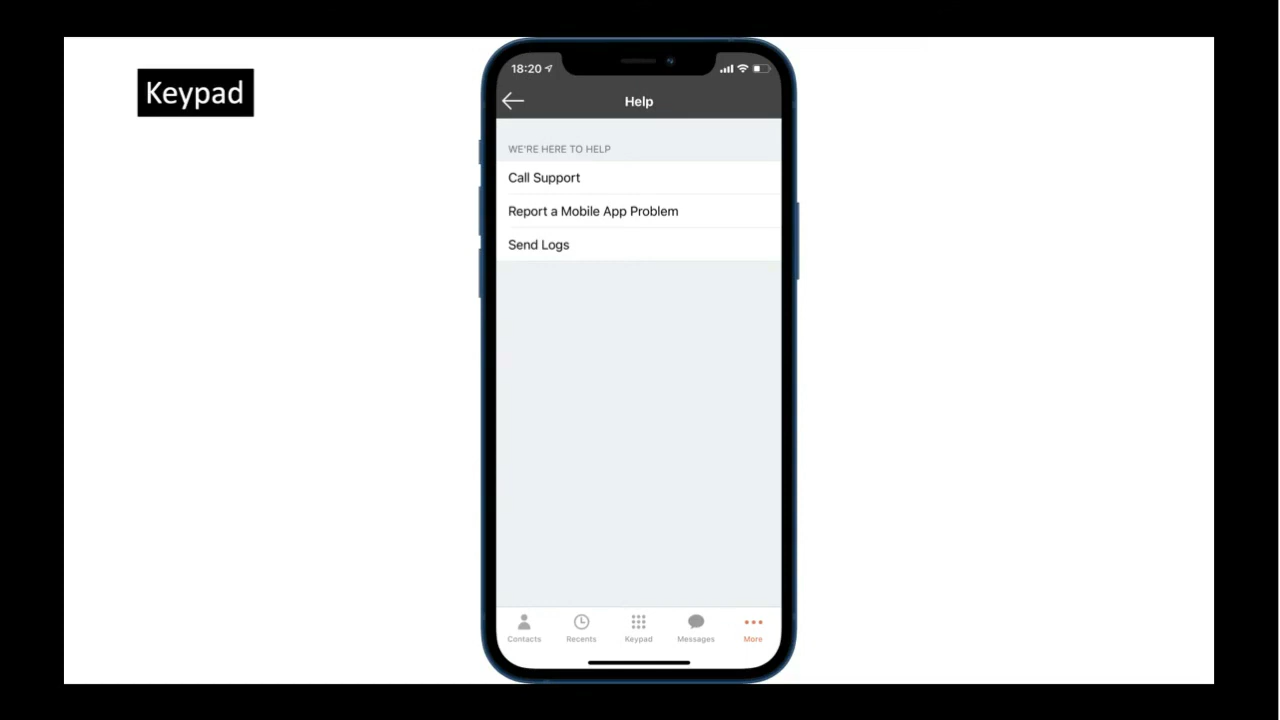 Keypad
18:20
Help
WE'RE HERE TO HELP
Call Support
Report a Mobile App Problem
Send Logs
Contacts Recents Keypad Messages More